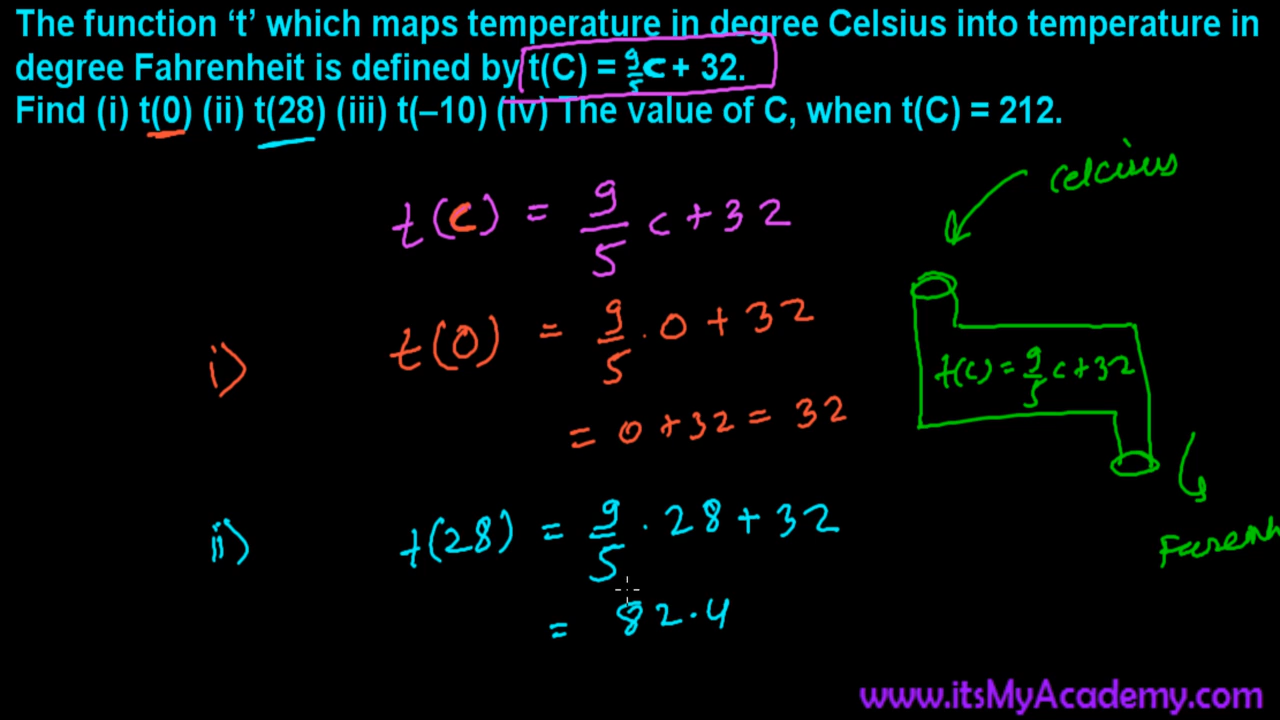 The function ‘t’ which maps temperature in degree Celsius into temperature in
degree Fahrenheit is defined by t(C) = 9/5 C + 32.
Find (i) t(0) (ii) t(28) (iii) t(–10) (iv) The value of C, when t(C) = 212.
celcius
t(c) = 9/5 c + 32
i) t(0) = 9/5 . 0 + 32
t(c) = 9/5 c + 32
= 0 + 32 = 32
ii) t(28) = 9/5 . 28 + 32
Farenh
= 82.4
www.itsMyAcademy.com